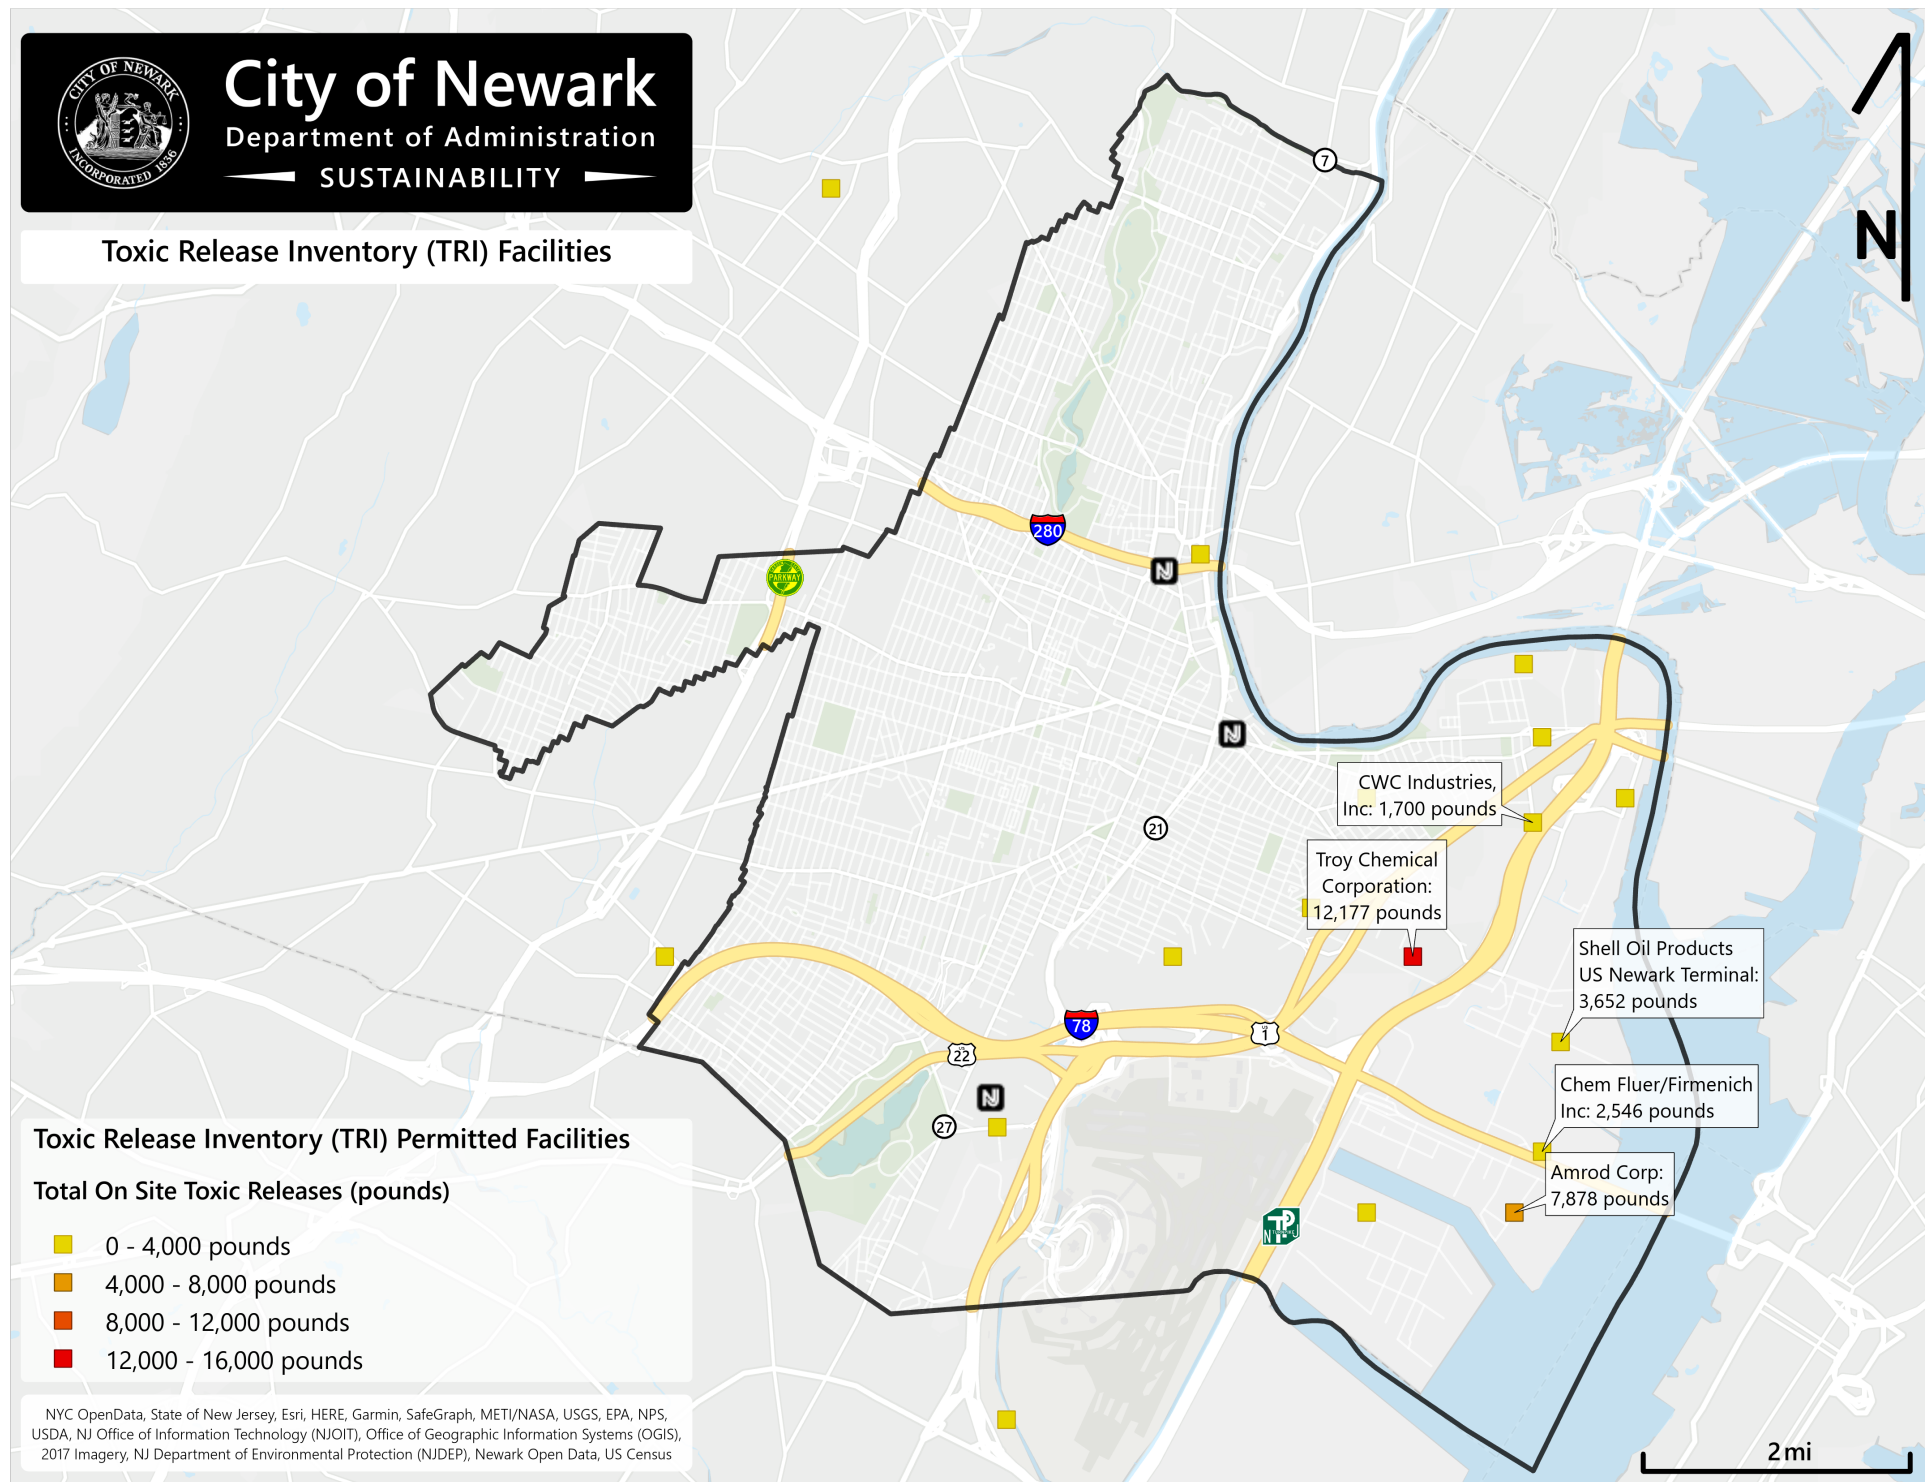 CITY OF NEWARK
INCORPORATED 1836
City of Newark
Department of Administration
SUSTAINABILITY
Toxic Release Inventory (TRI) Facilities
N
7
280
PARKWAY
21
CWC Industries,
Inc: 1,700 pounds
Troy Chemical
Corporation:
12,177 pounds
Shell Oil Products
US Newark Terminal:
3,652 pounds
78
US
1
US
22
27
Chem Fluer/Firmenich
Inc: 2,546 pounds
Amrod Corp:
7,878 pounds
Toxic Release Inventory (TRI) Permitted Facilities
Total On Site Toxic Releases (pounds)
0 - 4,000 pounds
4,000 - 8,000 pounds
8,000 - 12,000 pounds
12,000 - 16,000 pounds
NYC OpenData, State of New Jersey, Esri, HERE, Garmin, SafeGraph, METI/NASA, USGS, EPA, NPS,
USDA, NJ Office of Information Technology (NJOIT), Office of Geographic Information Systems (OGIS),
2017 Imagery, NJ Department of Environmental Protection (NJDEP), Newark Open Data, US Census
2 mi